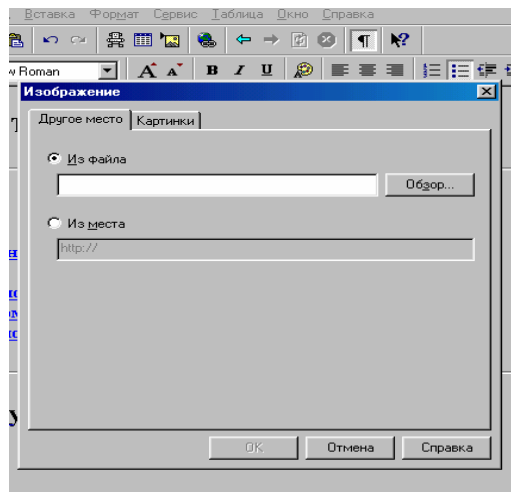 Вставка Формат Сервис Таблица Окно Справка
w Roman A A B I U
Изображение
Другое место Картинки
Из файла
Обзор...
Из места
http://
OK Отмена Справка